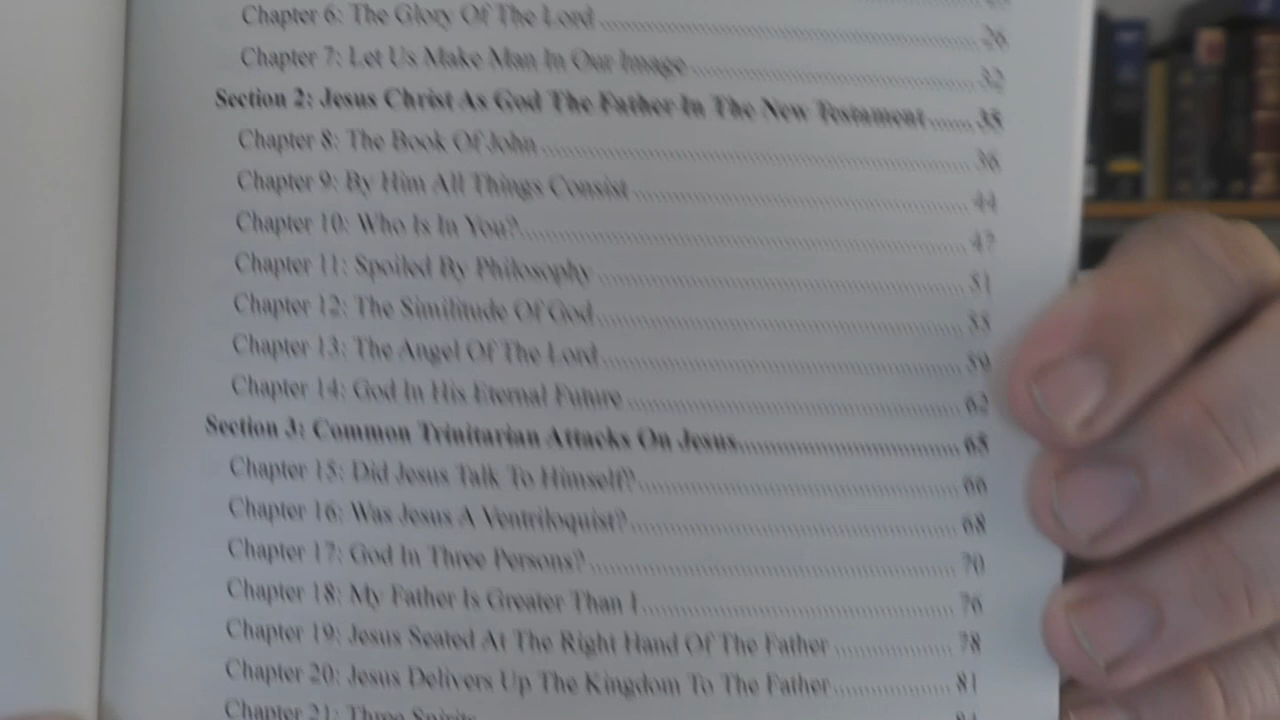 Chapter 6: The Glory Of The Lord 26
Chapter 7: Let Us Make Man In Our Image 32
Section 2: Jesus Christ As God The Father In The New Testament 35
Chapter 8: The Book Of John 36
Chapter 9: By Him All Things Consist 44
Chapter 10: Who Is In You? 47
Chapter 11: Spoiled By Philosophy 51
Chapter 12: The Similitude Of God 55
Chapter 13: The Angel Of The Lord 59
Chapter 14: God In His Eternal Future 62
Section 3: Common Trinitarian Attacks On Jesus 65
Chapter 15: Did Jesus Talk To Himself? 66
Chapter 16: Was Jesus A Ventriloquist? 68
Chapter 17: God In Three Persons? 70
Chapter 18: My Father Is Greater Than I 76
Chapter 19: Jesus Seated At The Right Hand Of The Father 78
Chapter 20: Jesus Delivers Up The Kingdom To The Father 81
Chapter 21: Three Spirits